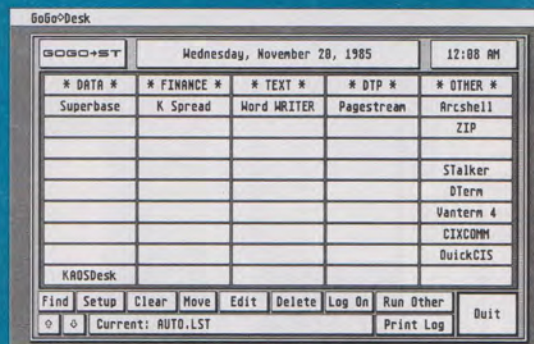 GoGo◊Desk
GOGO+ST Wednesday, November 20, 1985 12:08 AM
* DATA * * FINANCE * * TEXT * * DTP * * OTHER *
Superbase K Spread Word WRITER Pagestream Arcshell
ZIP
STalker
DTerm
Vanterm 4
CIXCOMM
QuickCIS
KAOSDesk
Find Setup Clear Move Edit Delete Log On Run Other Quit
⇧ ⇩ Current: AUTO.LST Print Log